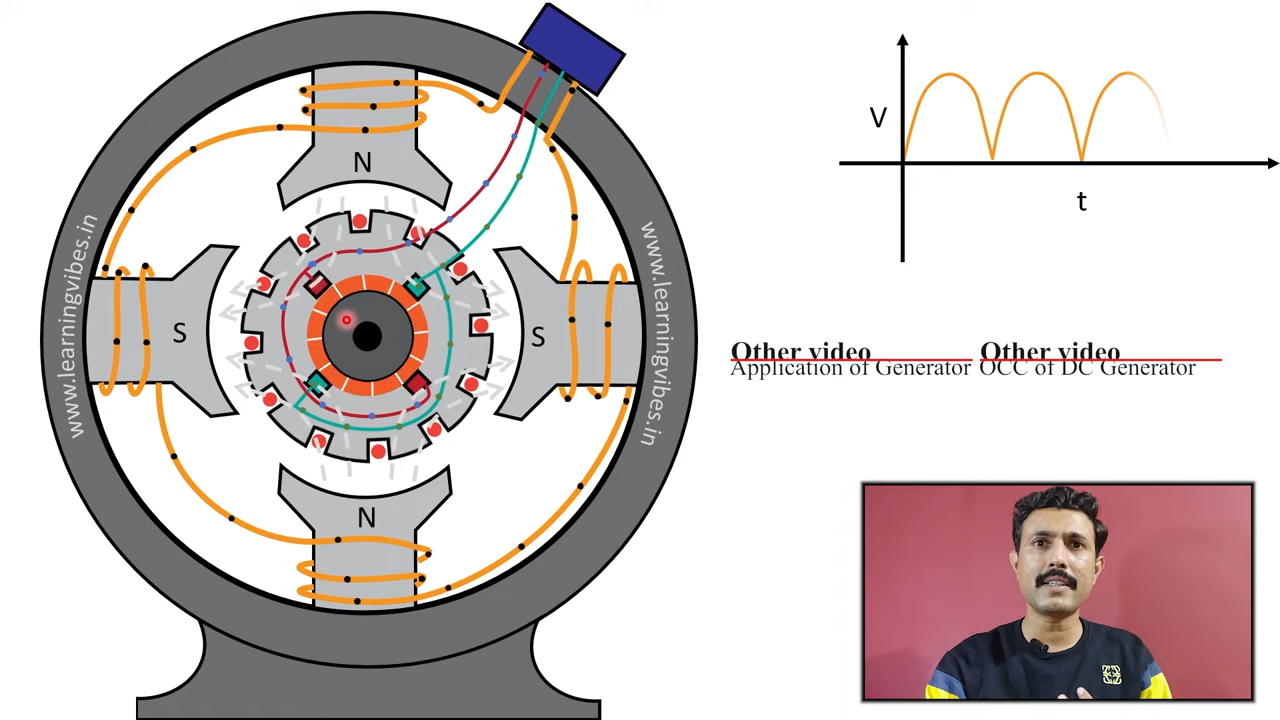 www.learningvibes.in
N
S
S
N
www.learningvibes.in
V
t
Other video
Application of Generator
Other video
OCC of DC Generator